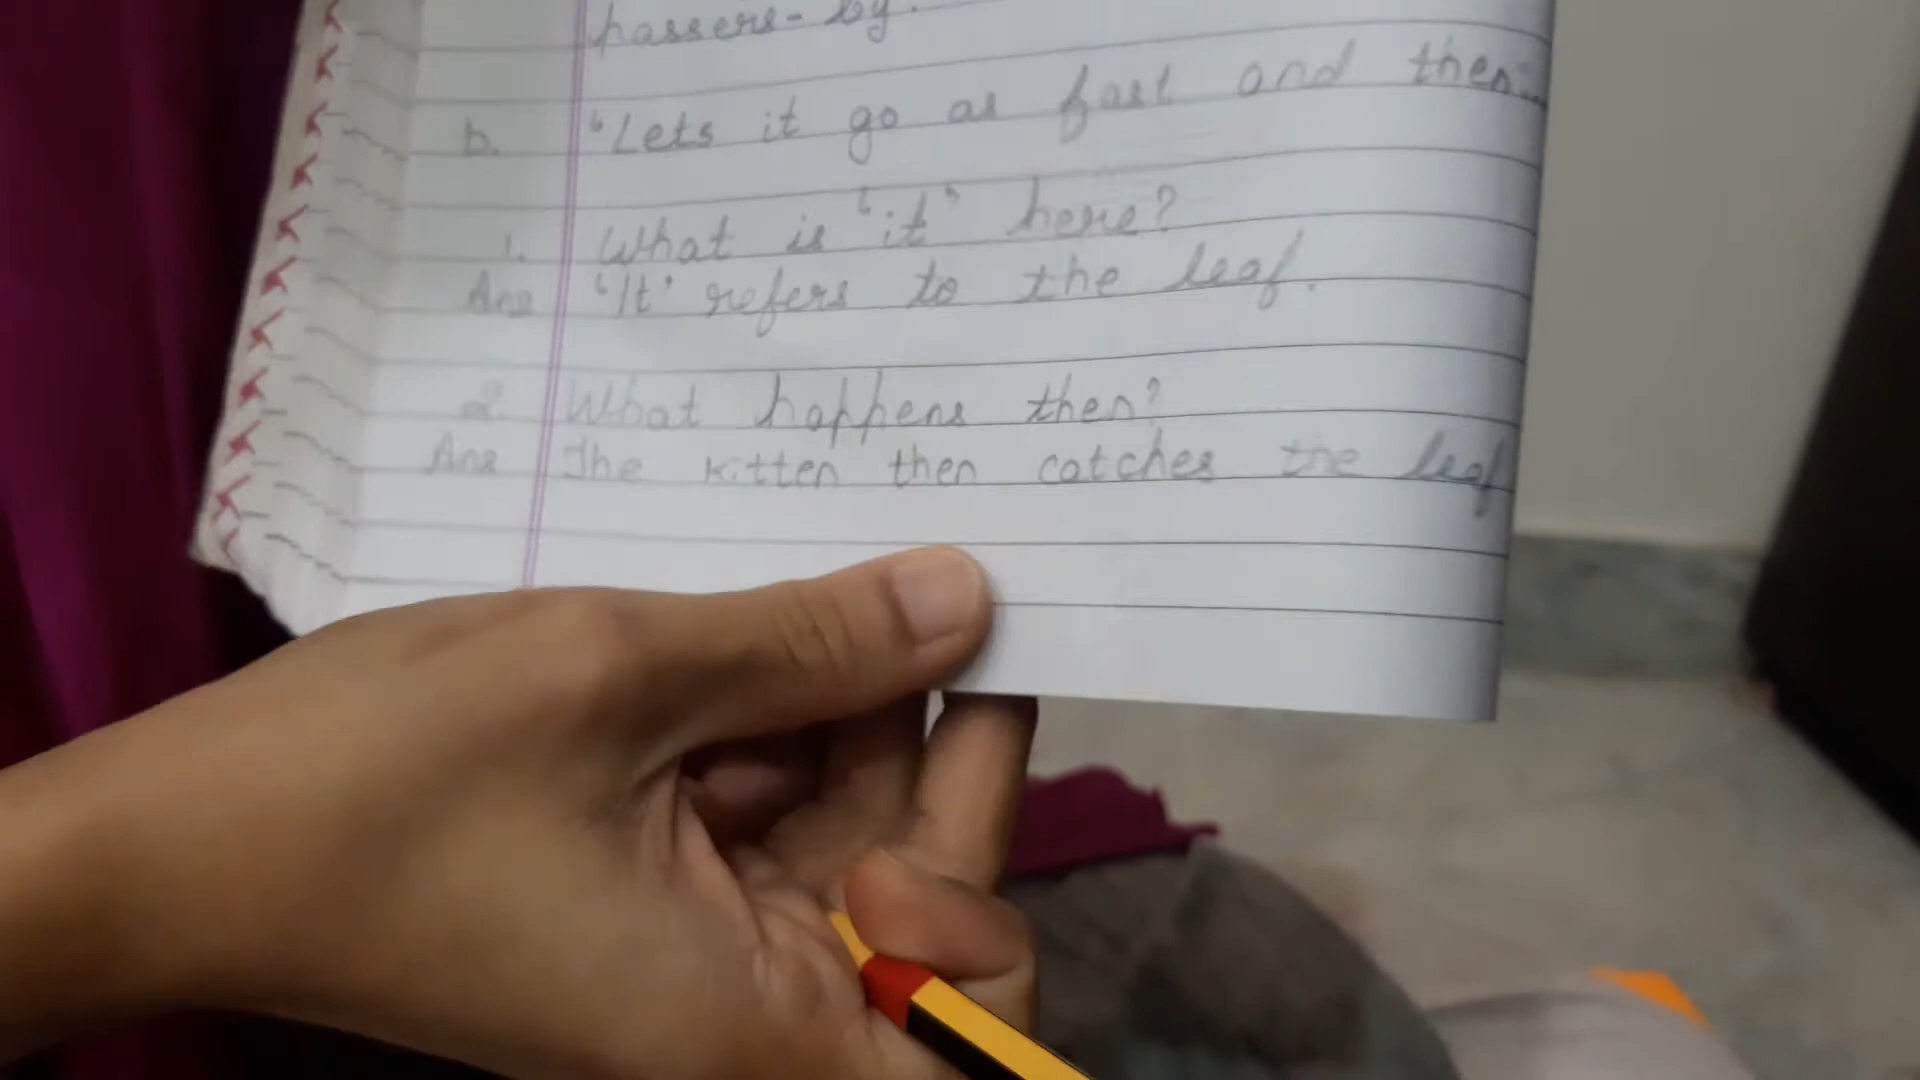 passers-by.
b. 'Lets it go as fast and then..
1. What is 'it' here?
Ans 'It' refers to the leaf.
2. What happens then?
Ans The kitten then catches the leaf